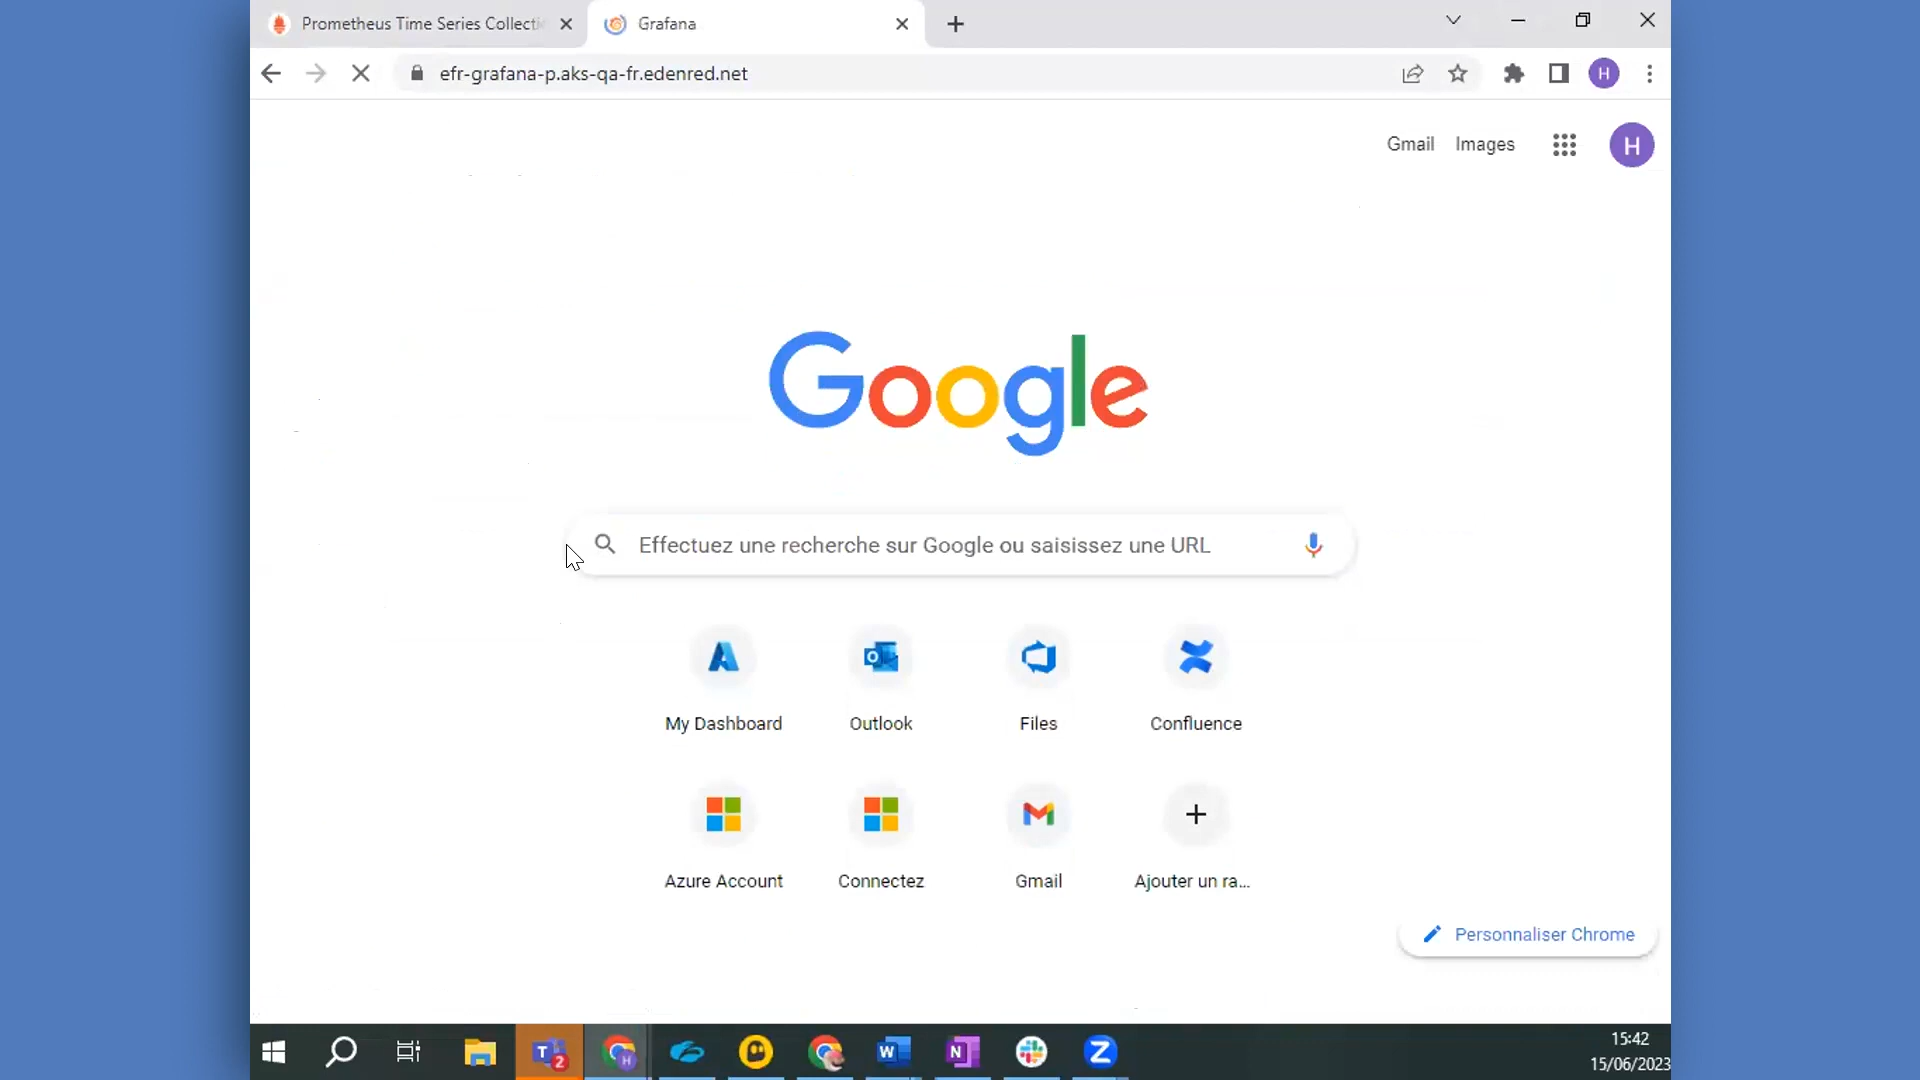 Prometheus Time Series Collecti
Grafana
efr-grafana-p.aks-qa-fr.edenred.net
H
Gmail Images
H
Google
Effectuez une recherche sur Google ou saisissez une URL
My Dashboard Outlook Files Confluence
Azure Account Connectez Gmail Ajouter un ra...
Personnaliser Chrome
15:42
15/06/2023